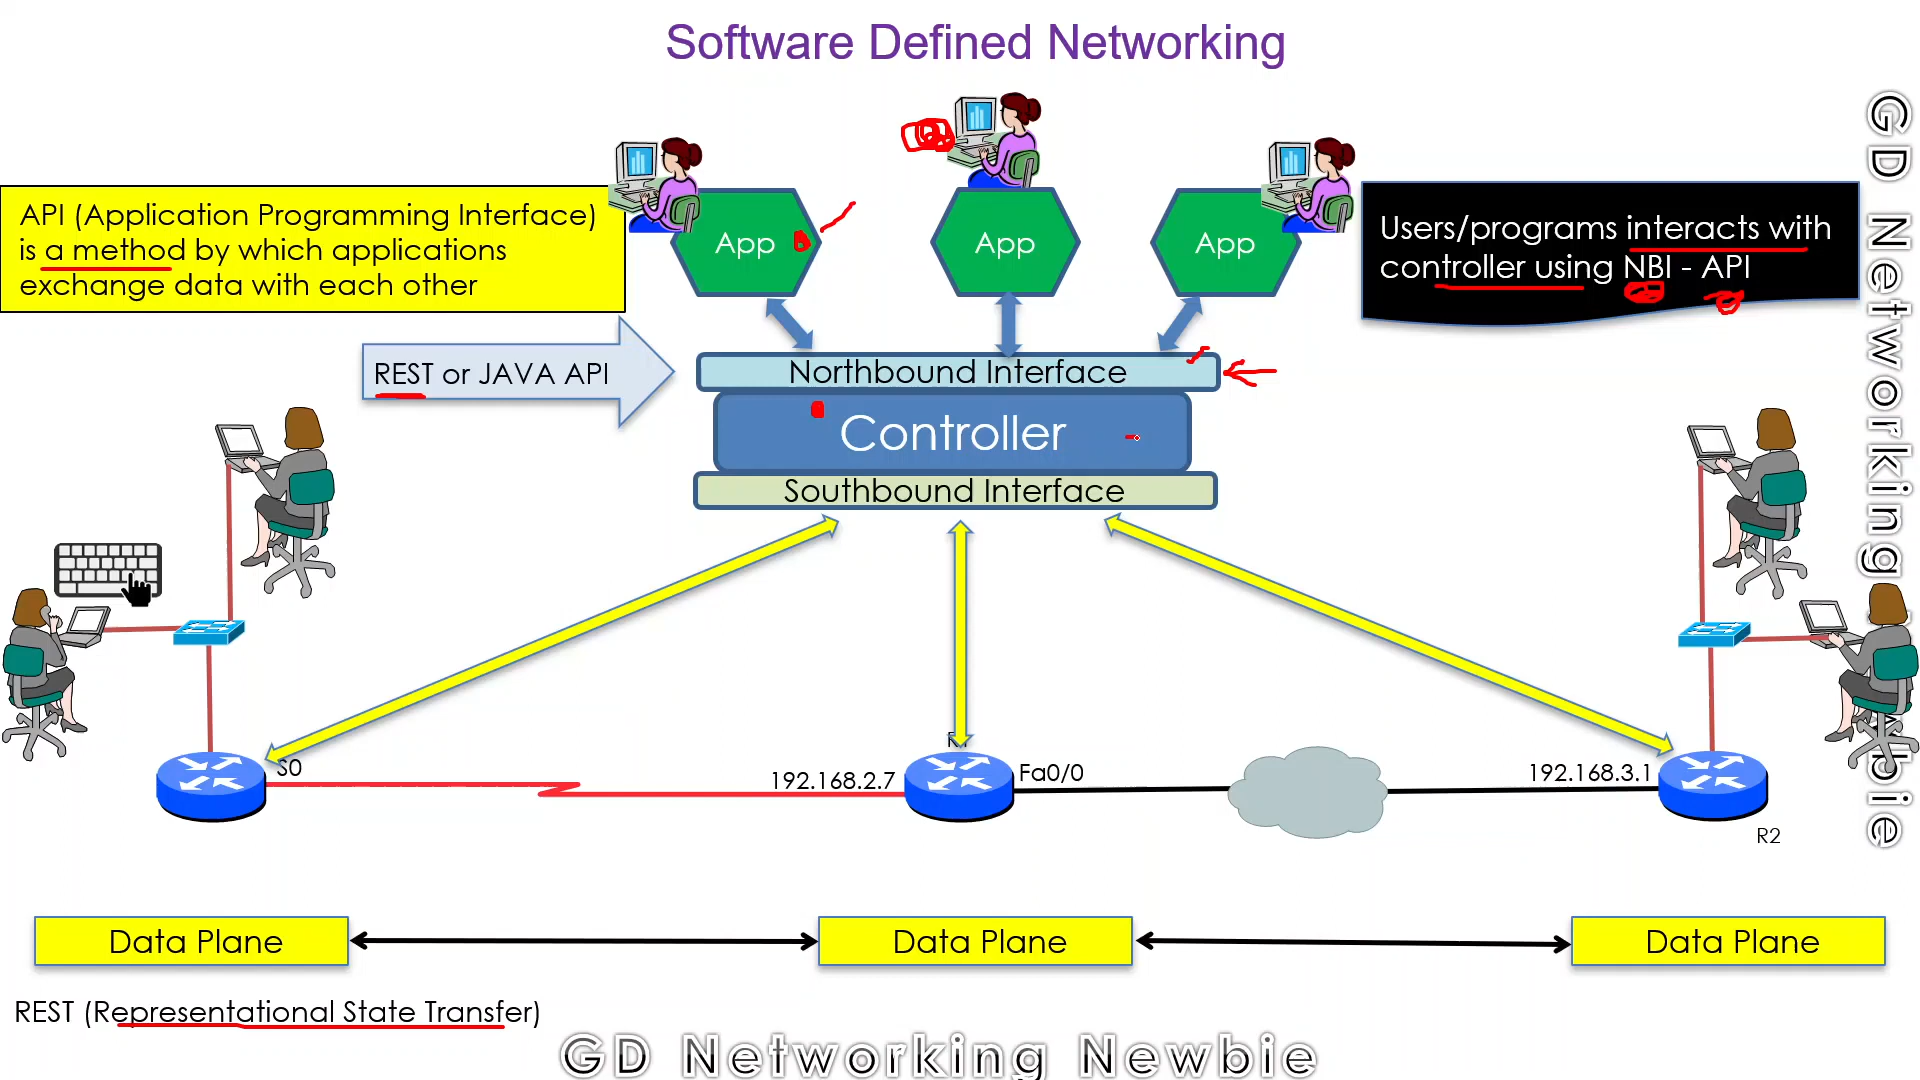 Software Defined Networking
API (Application Programming Interface)
is a method by which applications
exchange data with each other
App
App
App
Users/programs interacts with
controller using NBI - API
REST or JAVA API
Northbound Interface
Controller
Southbound Interface
S0
192.168.2.7
Fa0/0
192.168.3.1
R2
Data Plane
Data Plane
Data Plane
REST (Representational State Transfer)
GD Networking Newbie
GD Networking